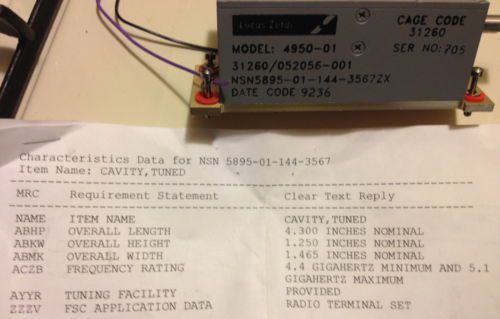 Lucas Zeta
CAGE CODE
31260
MODEL: 4950-01
SER NO: 705
31260/052056-001
NSN5895-01-144-3567ZX
DATE CODE 9236
Characteristics Data for NSN 5895-01-144-3567
Item Name: CAVITY,TUNED
MRC Requirement Statement Clear Text Reply
NAME ITEM NAME CAVITY,TUNED
ABHP OVERALL LENGTH 4.300 INCHES NOMINAL
ABKW OVERALL HEIGHT 1.250 INCHES NOMINAL
ABMK OVERALL WIDTH 1.465 INCHES NOMINAL
ACZB FREQUENCY RATING 4.4 GIGAHERTZ MINIMUM AND 5.1
GIGAHERTZ MAXIMUM
AYYR TUNING FACILITY PROVIDED
ZZZV FSC APPLICATION DATA RADIO TERMINAL SET